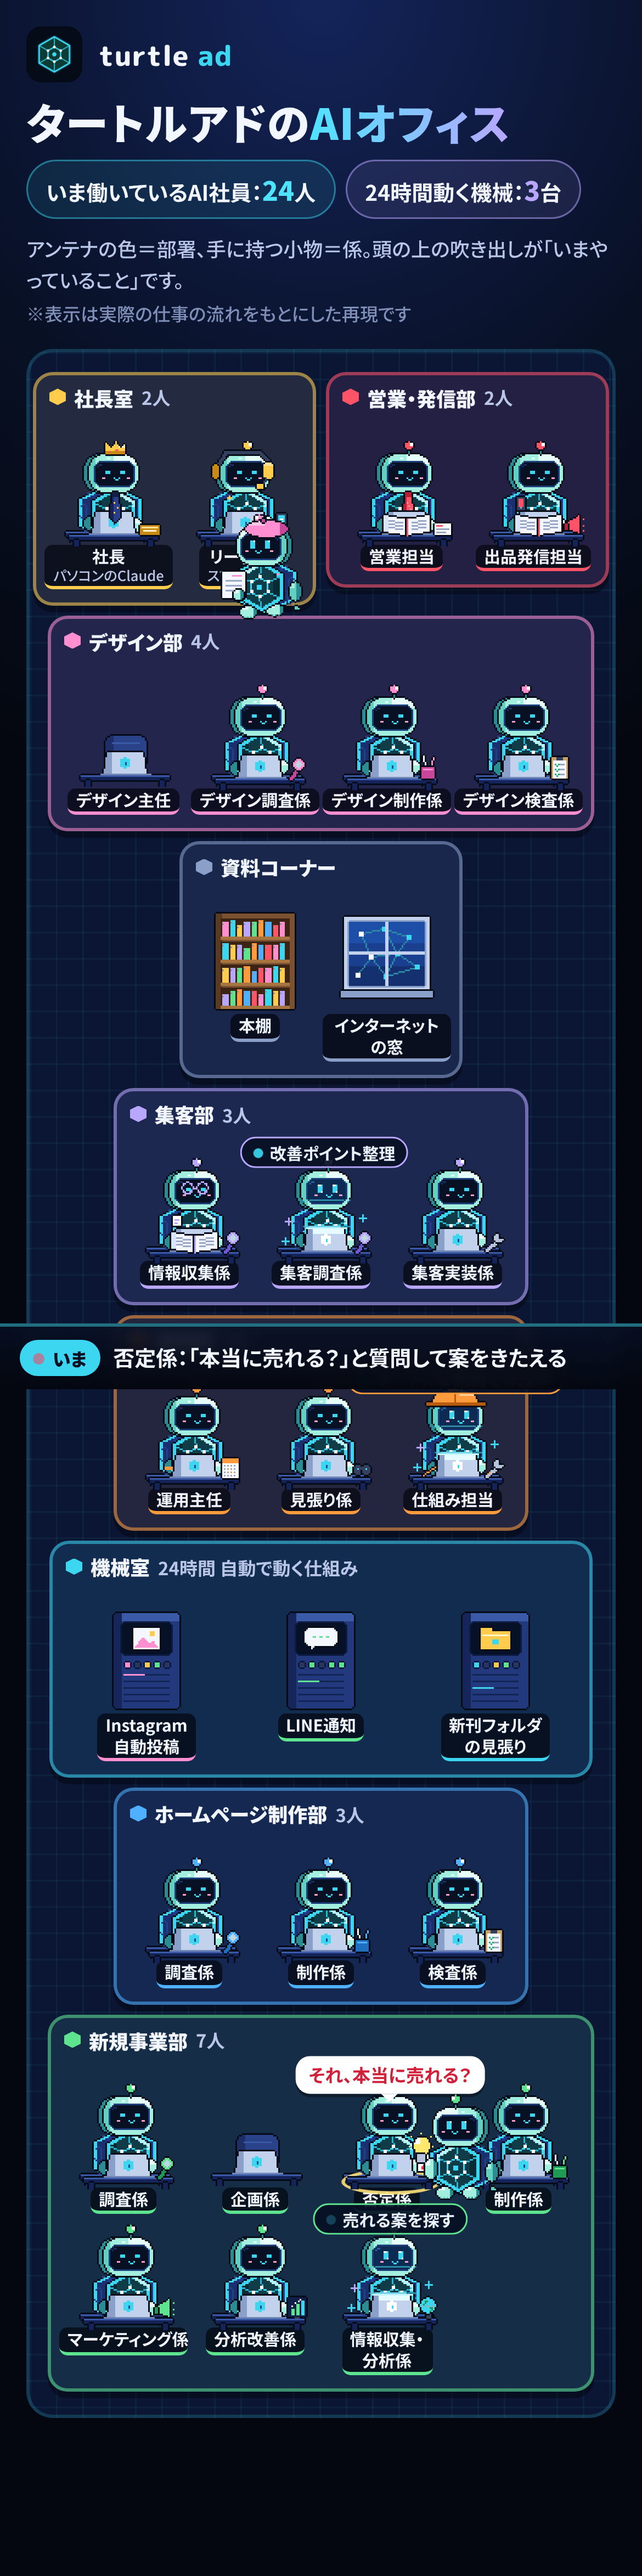 turtle ad
タートルアドのAIオフィス
いま働いているAI社員：24人
24時間動く機械：3台
アンテナの色＝部署、手に持つ小物＝係。頭の上の吹き出しが「いまや
っていること」です。
※表示は実際の仕事の流れをもとにした再現です
社長室 2人
営業・発信部 2人
社長
パソコンのClaude
リー
ス
営業担当
出品発信担当
デザイン部 4人
デザイン主任
デザイン調査係
デザイン制作係
デザイン検査係
資料コーナー
本棚
インターネット
の窓
集客部 3人
改善ポイント整理
情報収集係
集客調査係
集客実装係
いま
否定係：「本当に売れる？」と質問して案をきたえる
運用主任
見張り係
仕組み担当
機械室 24時間 自動で動く仕組み
Instagram
自動投稿
LINE通知
新刊フォルダ
の見張り
ホームページ制作部 3人
調査係
制作係
検査係
新規事業部 7人
それ、本当に売れる？
調査係
企画係
否定係
制作係
売れる案を探す
マーケティング係
分析改善係
情報収集・
分析係